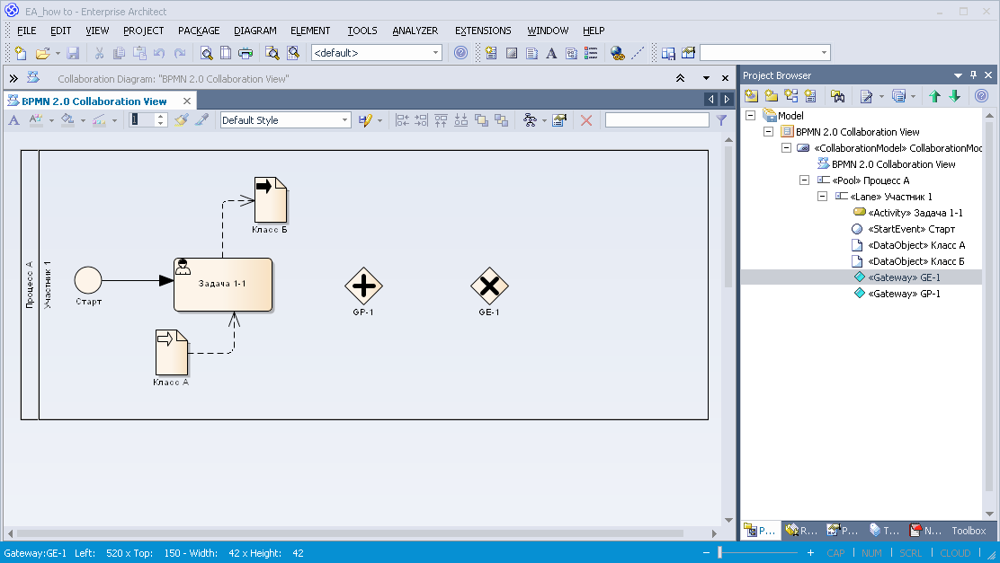 EA_how to - Enterprise Architect
FILE EDIT VIEW PROJECT PACKAGE DIAGRAM ELEMENT TOOLS ANALYZER EXTENSIONS WINDOW HELP
<default>
Collaboration Diagram: "BPMN 2.0 Collaboration View"
BPMN 2.0 Collaboration View
1
Default Style
Процесс А
Участник 1
Старт
Задача 1-1
Класс Б
Класс А
GP-1
GE-1
Project Browser
Model
BPMN 2.0 Collaboration View
«CollaborationModel» CollaborationMoc
BPMN 2.0 Collaboration View
«Pool» Процесс А
«Lane» Участник 1
«Activity» Задача 1-1
«StartEvent» Старт
«DataObject» Класс А
«DataObject» Класс Б
«Gateway» GE-1
«Gateway» GP-1
P... R... P... T... N... Toolbox
Gateway:GE-1 Left: 520 x Top: 150 - Width: 42 x Height: 42
CAP NUM SCRL CLOUD